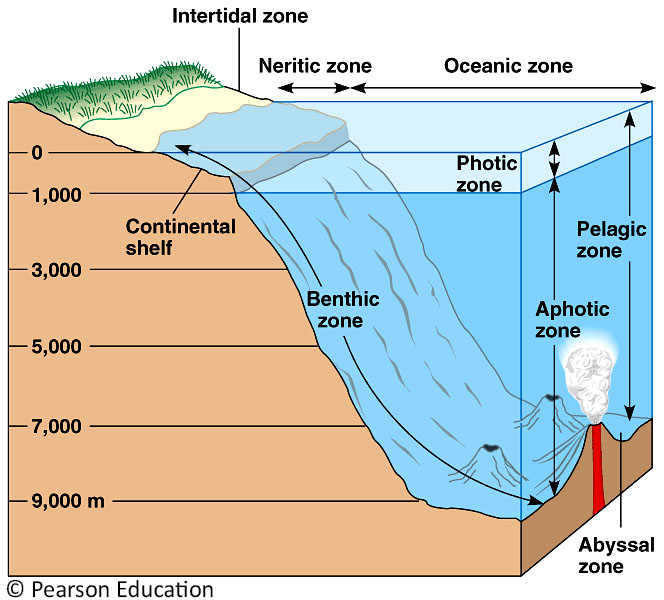 Intertidal zone
Neritic zone
Oceanic zone
0
Photic
zone
1,000
Continental
shelf
Pelagic
zone
3,000
Benthic
zone
Aphotic
zone
5,000
7,000
9,000 m
Abyssal
zone
© Pearson Education